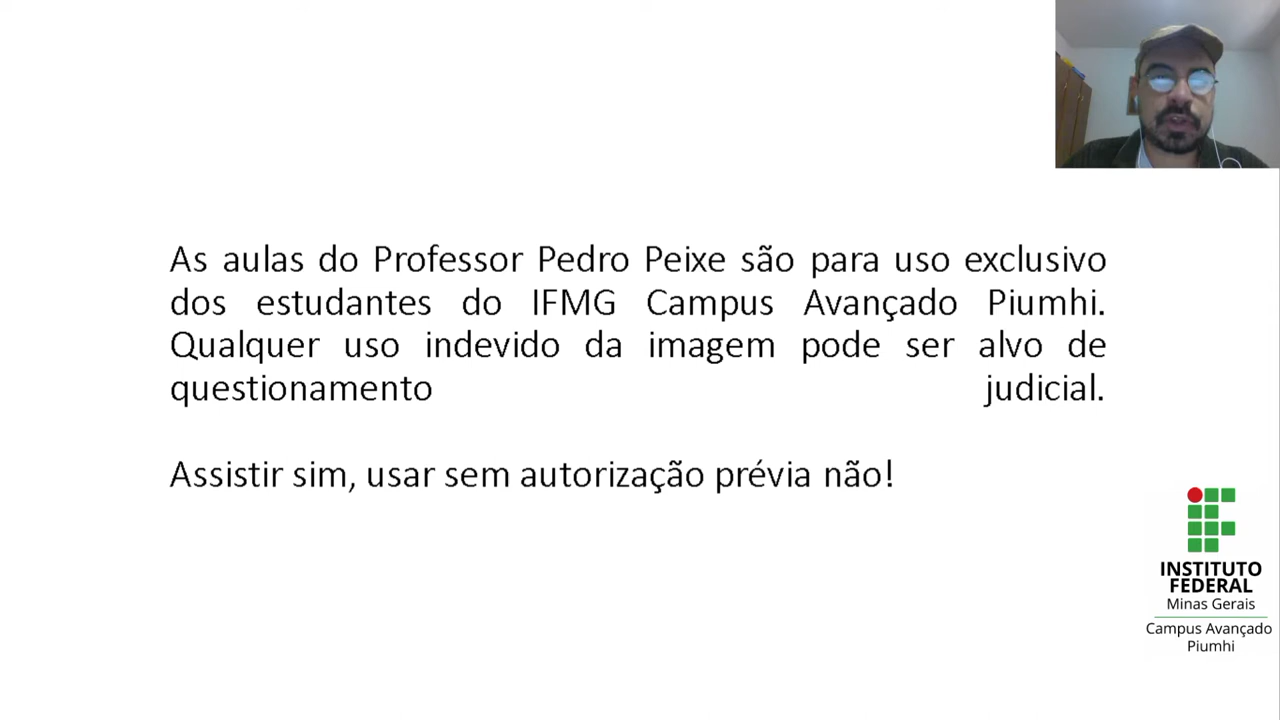 As aulas do Professor Pedro Peixe são para uso exclusivo
dos estudantes do IFMG Campus Avançado Piumhi.
Qualquer uso indevido da imagem pode ser alvo de
questionamento judicial.
Assistir sim, usar sem autorização prévia não!
INSTITUTO
FEDERAL
Minas Gerais
Campus Avançado
Piumhi